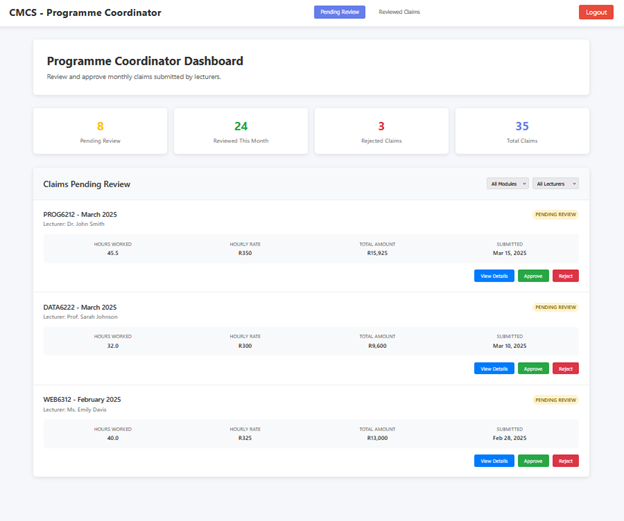 CMCS - Programme Coordinator
Pending Review
Reviewed Claims
Logout
Programme Coordinator Dashboard
Review and approve monthly claims submitted by lecturers.
8
Pending Review
24
Reviewed This Month
3
Rejected Claims
35
Total Claims
Claims Pending Review
All Modules
All Lecturers
PROG6212 - March 2025
PENDING REVIEW
Lecturer: Dr. John Smith
HOURS WORKED
45.5
HOURLY RATE
R350
TOTAL AMOUNT
R15,925
SUBMITTED
Mar 15, 2025
View Details
Approve
Reject
DATA6222 - March 2025
PENDING REVIEW
Lecturer: Prof. Sarah Johnson
HOURS WORKED
32.0
HOURLY RATE
R300
TOTAL AMOUNT
R9,600
SUBMITTED
Mar 10, 2025
View Details
Approve
Reject
WEB6312 - February 2025
PENDING REVIEW
Lecturer: Ms. Emily Davis
HOURS WORKED
40.0
HOURLY RATE
R325
TOTAL AMOUNT
R13,000
SUBMITTED
Feb 28, 2025
View Details
Approve
Reject